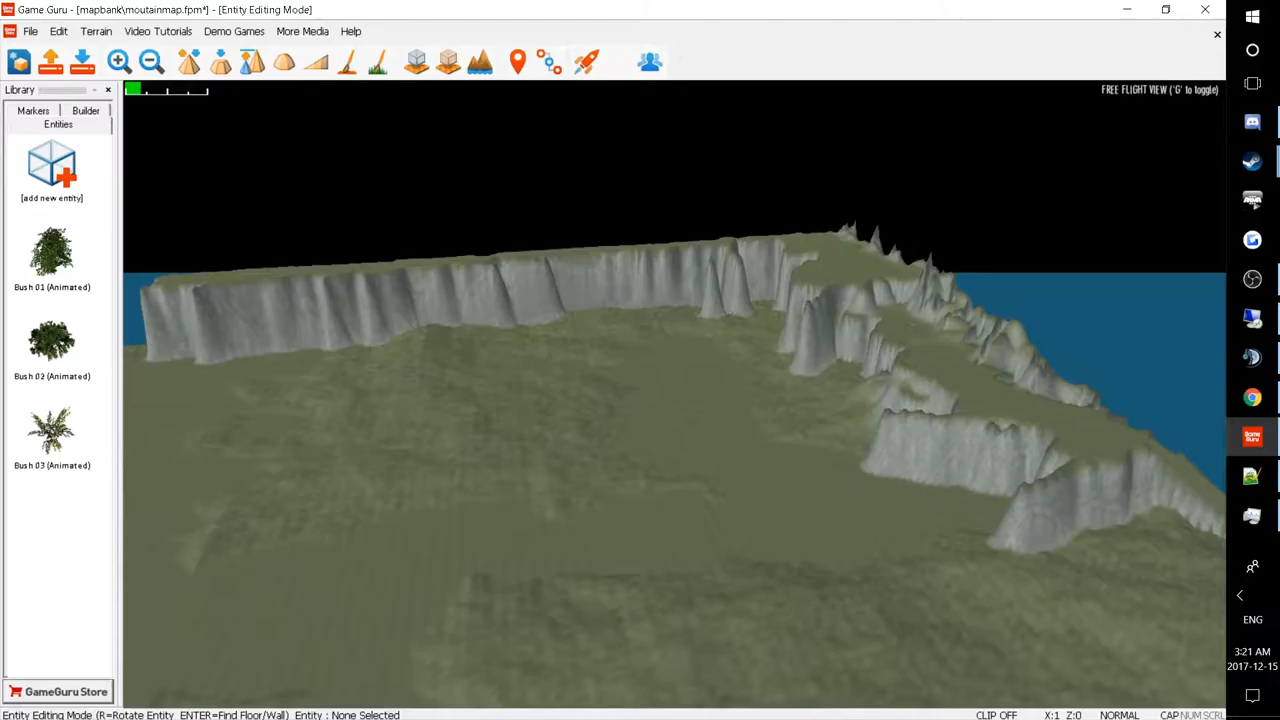 Game Guru - [mapbank\moutainmap.fpm*] - [Entity Editing Mode]
File Edit Terrain Video Tutorials Demo Games More Media Help
Library
Markers Builder
Entities
[add new entity]
Bush 01 (Animated)
Bush 02 (Animated)
Bush 03 (Animated)
GameGuru Store
FREE FLIGHT VIEW ('G' to toggle)
Entity Editing Mode (R=Rotate Entity ENTER=Find Floor/Wall) Entity : None Selected
CLIP OFF X:1 Z:0 NORMAL CAP NUM SCRL
ENG
3:21 AM
2017-12-15